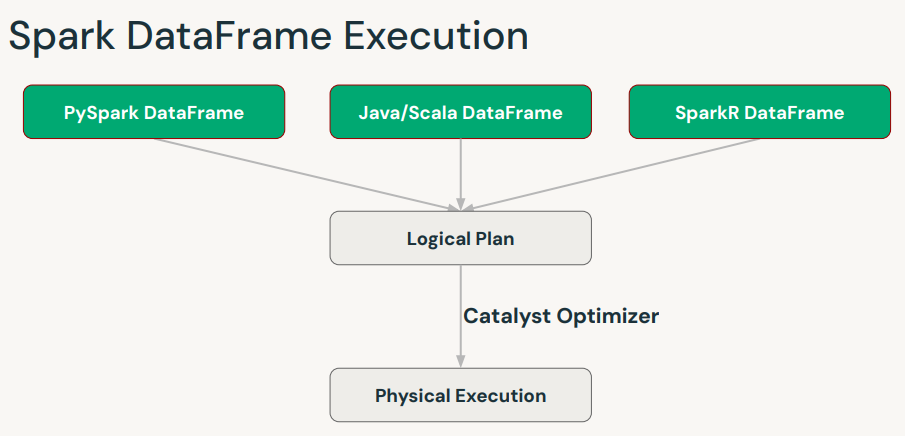 Spark DataFrame Execution
PySpark DataFrame
Java/Scala DataFrame
SparkR DataFrame
Logical Plan
Catalyst Optimizer
Physical Execution